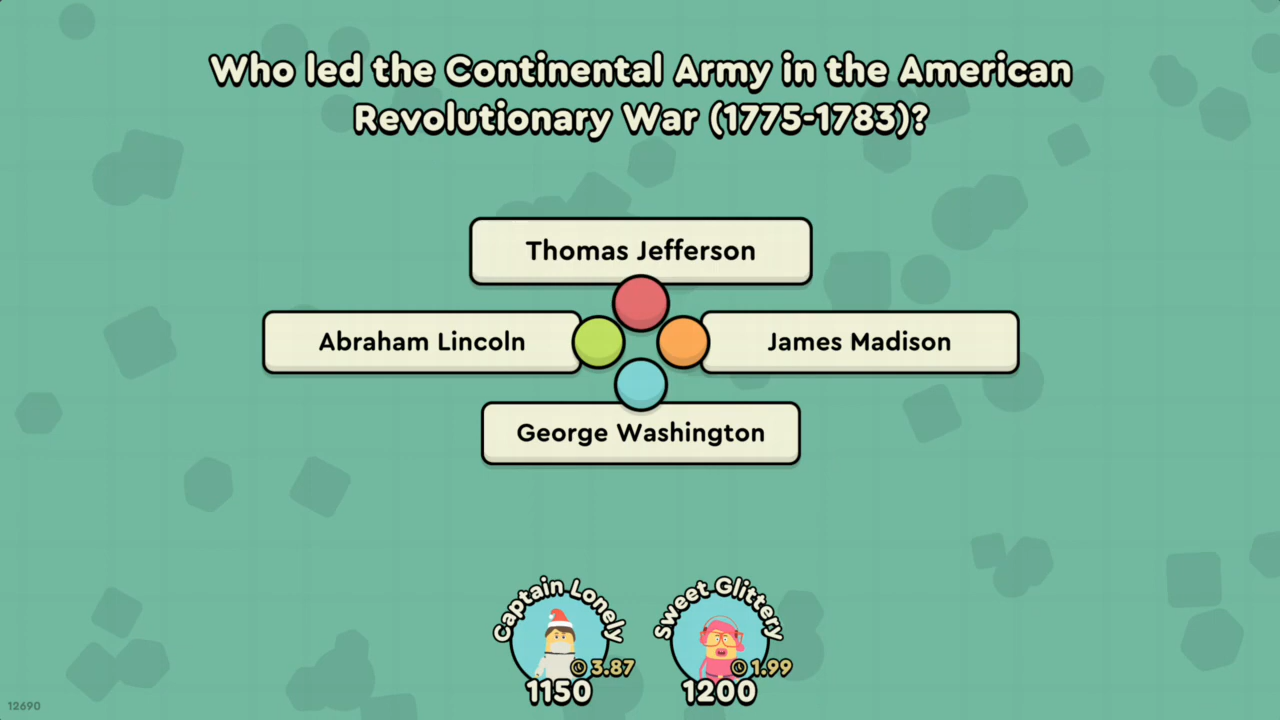 Who led the Continental Army in the American
Revolutionary War (1775-1783)?
Thomas Jefferson
Abraham Lincoln
James Madison
George Washington
Captain Lonely
3.87
1150
Sweet Glittery
1.99
1200
12690